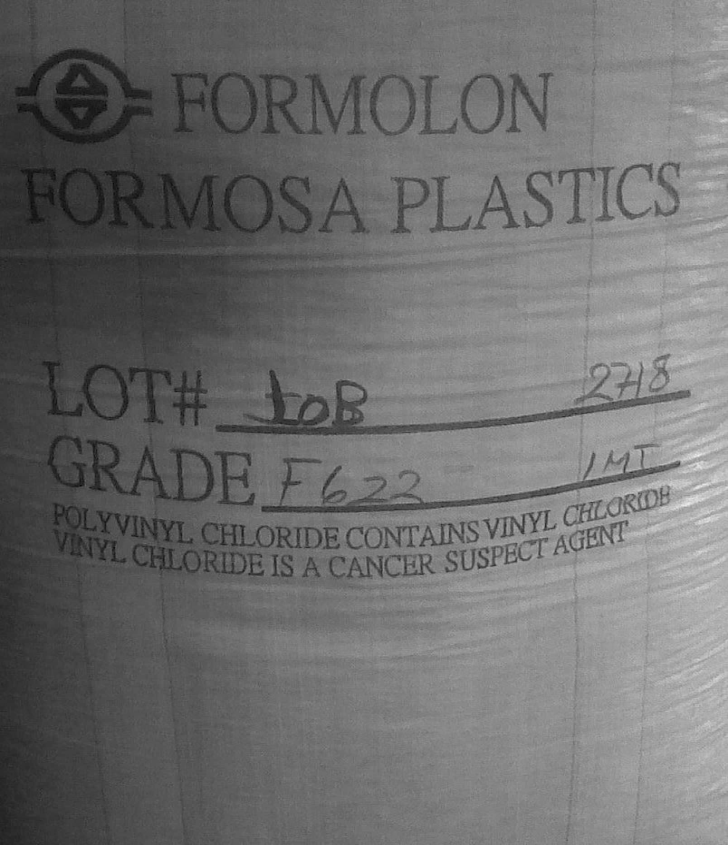 FORMOLON
FORMOSA PLASTICS
LOT# toB 2718
GRADE F622 1MT
POLYVINYL CHLORIDE CONTAINS VINYL CHLORIDE
VINYL CHLORIDE IS A CANCER SUSPECT AGENT